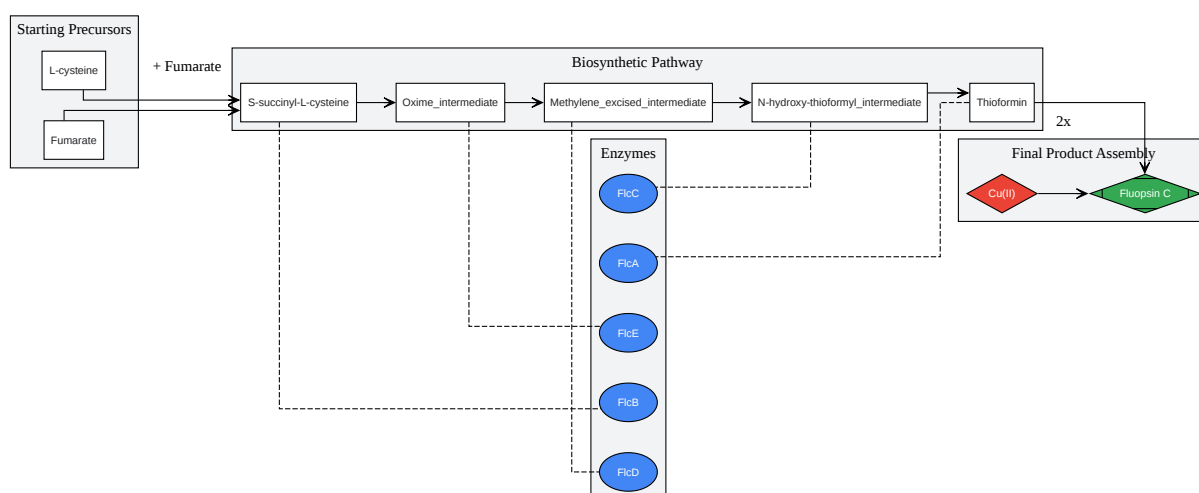 Starting Precursors
L-cysteine
Fumarate
+ Fumarate
Biosynthetic Pathway
S-succinyl-L-cysteine
Oxime_intermediate
Methylene_excised_intermediate
N-hydroxy-thioformyl_intermediate
Thioformin
2x
Enzymes
FlcC
FlcA
FlcE
FlcB
FlcD
Final Product Assembly
Cu(II)
Fluopsin C